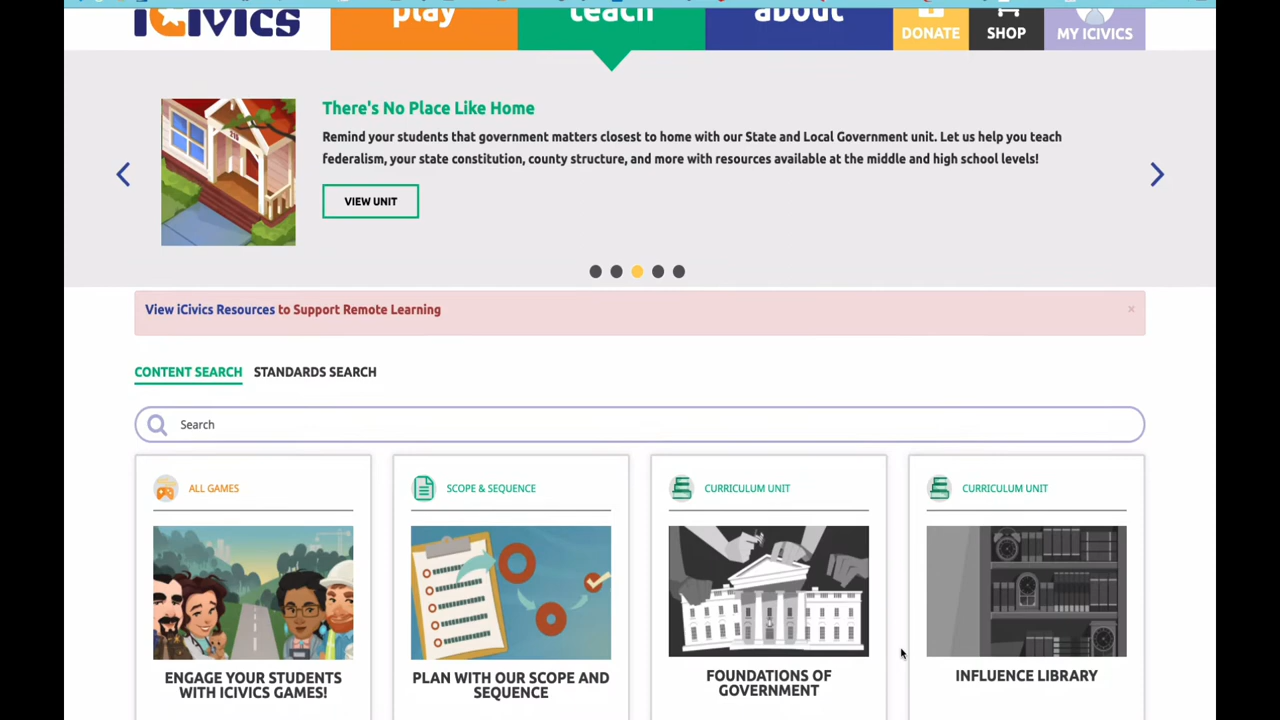 iCivics
play
teach
about
DONATE
SHOP
MY ICIVICS
There's No Place Like Home
Remind your students that government matters closest to home with our State and Local Government unit. Let us help you teach
federalism, your state constitution, county structure, and more with resources available at the middle and high school levels!
VIEW UNIT
View iCivics Resources to Support Remote Learning
×
CONTENT SEARCH
STANDARDS SEARCH
Search
ALL GAMES
SCOPE & SEQUENCE
CURRICULUM UNIT
CURRICULUM UNIT
ENGAGE YOUR STUDENTS
WITH ICIVICS GAMES!
PLAN WITH OUR SCOPE AND
SEQUENCE
FOUNDATIONS OF
GOVERNMENT
INFLUENCE LIBRARY